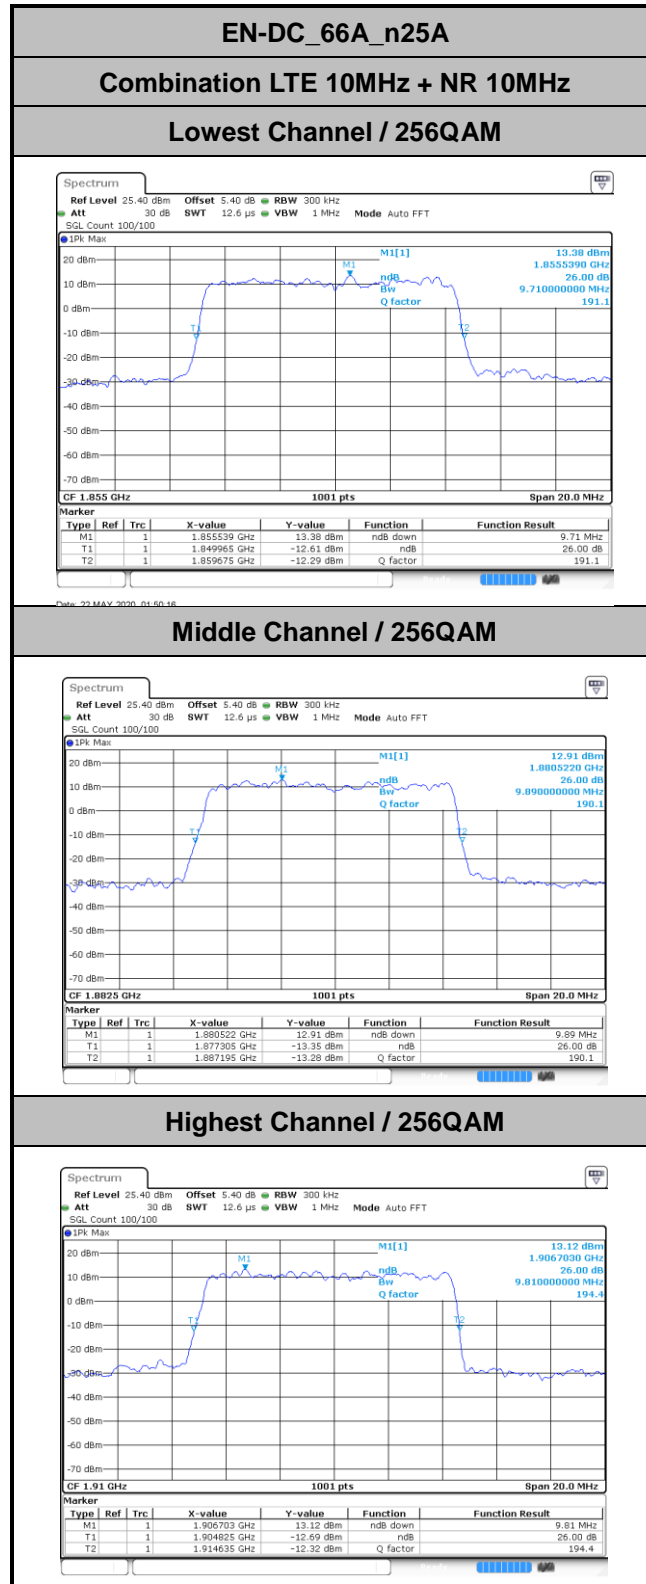 EN-DC_66A_n25A
Combination LTE 10MHz + NR 10MHz
Lowest Channel / 256QAM
Spectrum
Ref Level 25.40 dBm Offset 5.40 dB RBW 300 kHz
Att 30 dB SWT 12.6 µs VBW 1 MHz Mode Auto FFT
SGL Count 100/100
1Pk Max
M1[1] 13.38 dBm
1.8555390 GHz
ndB 26.00 dB
Bw 9.710000000 MHz
Q factor 191.1
M1
T1
T2
20 dBm
10 dBm
0 dBm
-10 dBm
-20 dBm
-30 dBm
-40 dBm
-50 dBm
-60 dBm
-70 dBm
CF 1.855 GHz 1001 pts Span 20.0 MHz
Marker
Type Ref Trc X-value Y-value Function Function Result
M1 1 1.855539 GHz 13.38 dBm ndB down 9.71 MHz
T1 1 1.849965 GHz -12.61 dBm ndB 26.00 dB
T2 1 1.859675 GHz -12.29 dBm Q factor 191.1
Date: 22 MAY 2020 01:50:16
Middle Channel / 256QAM
Spectrum
Ref Level 25.40 dBm Offset 5.40 dB RBW 300 kHz
Att 30 dB SWT 12.6 µs VBW 1 MHz Mode Auto FFT
SGL Count 100/100
1Pk Max
M1[1] 12.91 dBm
1.8805220 GHz
ndB 26.00 dB
Bw 9.890000000 MHz
Q factor 190.1
M1
T1
T2
20 dBm
10 dBm
0 dBm
-10 dBm
-20 dBm
-30 dBm
-40 dBm
-50 dBm
-60 dBm
-70 dBm
CF 1.8825 GHz 1001 pts Span 20.0 MHz
Marker
Type Ref Trc X-value Y-value Function Function Result
M1 1 1.880522 GHz 12.91 dBm ndB down 9.89 MHz
T1 1 1.877305 GHz -13.35 dBm ndB 26.00 dB
T2 1 1.887195 GHz -13.28 dBm Q factor 190.1
Highest Channel / 256QAM
Spectrum
Ref Level 25.40 dBm Offset 5.40 dB RBW 300 kHz
Att 30 dB SWT 12.6 µs VBW 1 MHz Mode Auto FFT
SGL Count 100/100
1Pk Max
M1[1] 13.12 dBm
1.9067030 GHz
ndB 26.00 dB
Bw 9.810000000 MHz
Q factor 194.4
M1
T1
T2
20 dBm
10 dBm
0 dBm
-10 dBm
-20 dBm
-30 dBm
-40 dBm
-50 dBm
-60 dBm
-70 dBm
CF 1.91 GHz 1001 pts Span 20.0 MHz
Marker
Type Ref Trc X-value Y-value Function Function Result
M1 1 1.906703 GHz 13.12 dBm ndB down 9.81 MHz
T1 1 1.904825 GHz -12.69 dBm ndB 26.00 dB
T2 1 1.914635 GHz -12.32 dBm Q factor 194.4